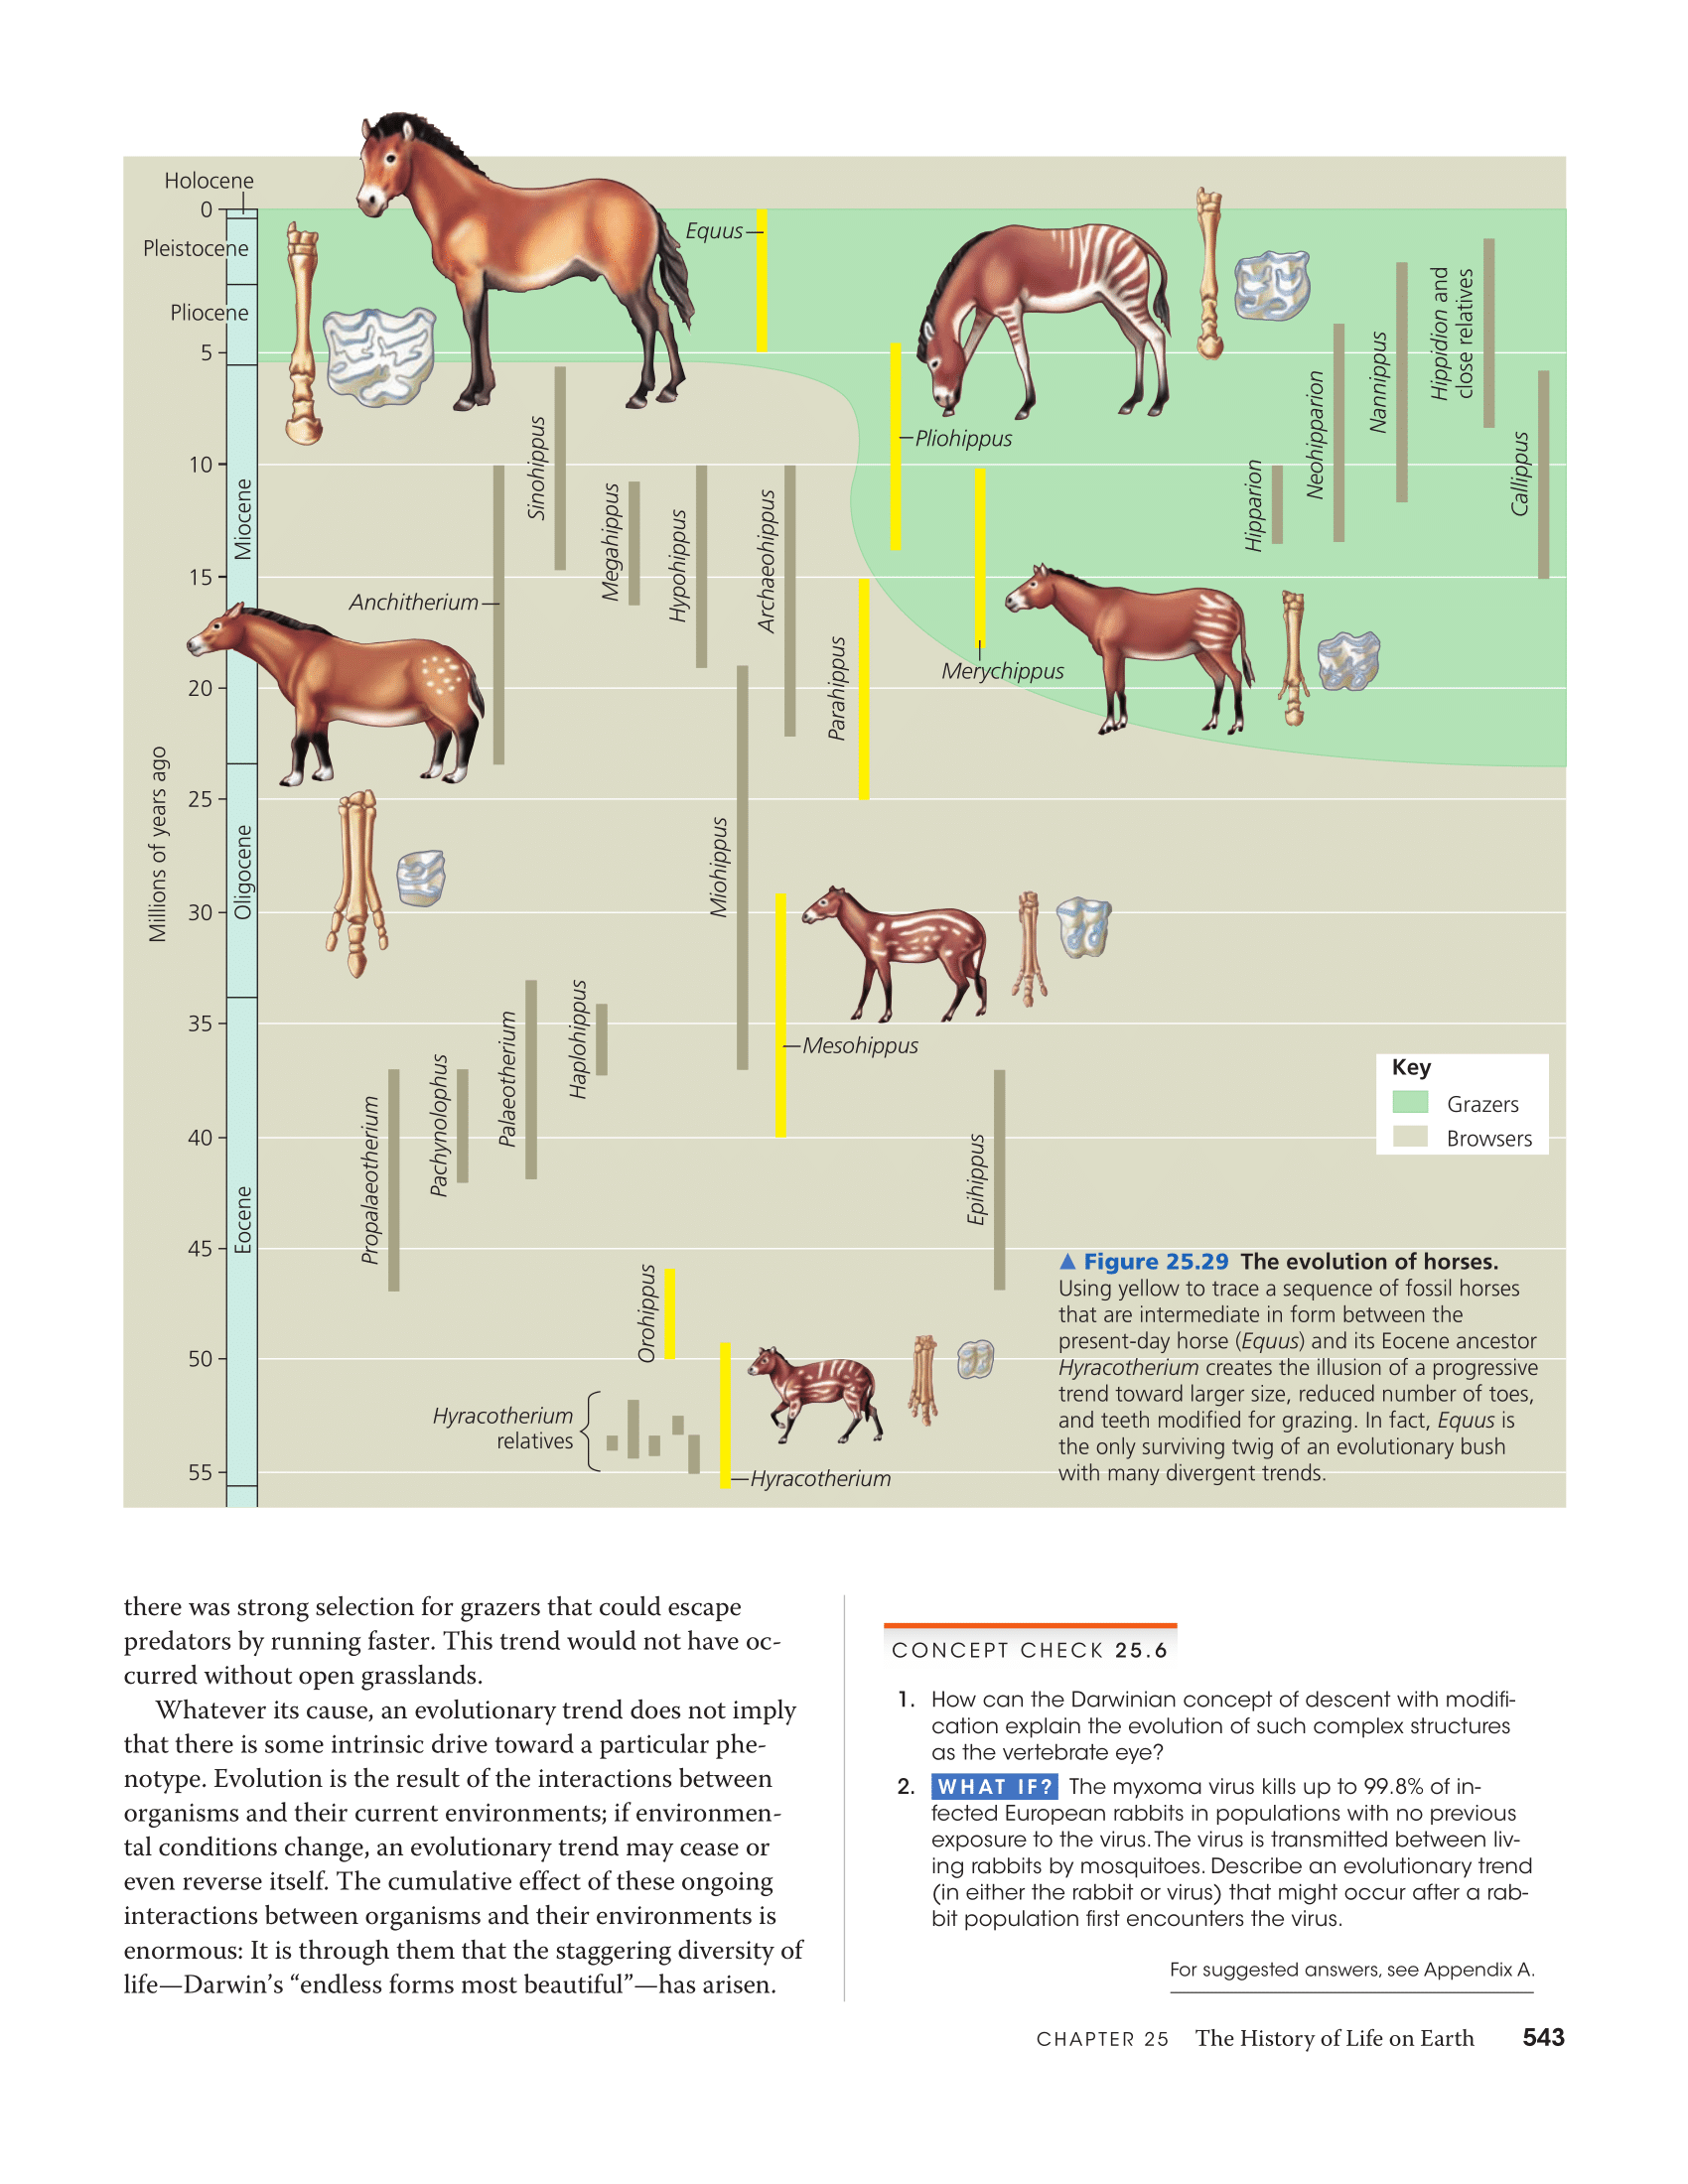 Holocene
0
Pleistocene
Pliocene
5
10
Miocene
15
20
Millions of years ago
25
Oligocene
30
35
40
Eocene
45
50
55
Equus
Pliohippus
Sinohippus
Megahippus
Hypohippus
Archaeohippus
Anchitherium
Parahippus
Merychippus
Hipparion
Neohipparion
Nannippus
Hippidion and
close relatives
Callippus
Miohippus
Mesohippus
Haplohippus
Palaeotherium
Pachynolophus
Propalaeotherium
Epihippus
Orohippus
Hyracotherium
relatives
Hyracotherium
Key
Grazers
Browsers
▲ Figure 25.29 The evolution of horses.
Using yellow to trace a sequence of fossil horses
that are intermediate in form between the
present-day horse (Equus) and its Eocene ancestor
Hyracotherium creates the illusion of a progressive
trend toward larger size, reduced number of toes,
and teeth modified for grazing. In fact, Equus is
the only surviving twig of an evolutionary bush
with many divergent trends.
there was strong selection for grazers that could escape
predators by running faster. This trend would not have oc-
curred without open grasslands.
Whatever its cause, an evolutionary trend does not imply
that there is some intrinsic drive toward a particular phe-
notype. Evolution is the result of the interactions between
organisms and their current environments; if environmen-
tal conditions change, an evolutionary trend may cease or
even reverse itself. The cumulative effect of these ongoing
interactions between organisms and their environments is
enormous: It is through them that the staggering diversity of
life—Darwin's “endless forms most beautiful”—has arisen.
CONCEPT CHECK 25.6
1. How can the Darwinian concept of descent with modifi-
cation explain the evolution of such complex structures
as the vertebrate eye?
2. WHAT IF? The myxoma virus kills up to 99.8% of in-
fected European rabbits in populations with no previous
exposure to the virus. The virus is transmitted between liv-
ing rabbits by mosquitoes. Describe an evolutionary trend
(in either the rabbit or virus) that might occur after a rab-
bit population first encounters the virus.
For suggested answers, see Appendix A.
CHAPTER 25 The History of Life on Earth 543